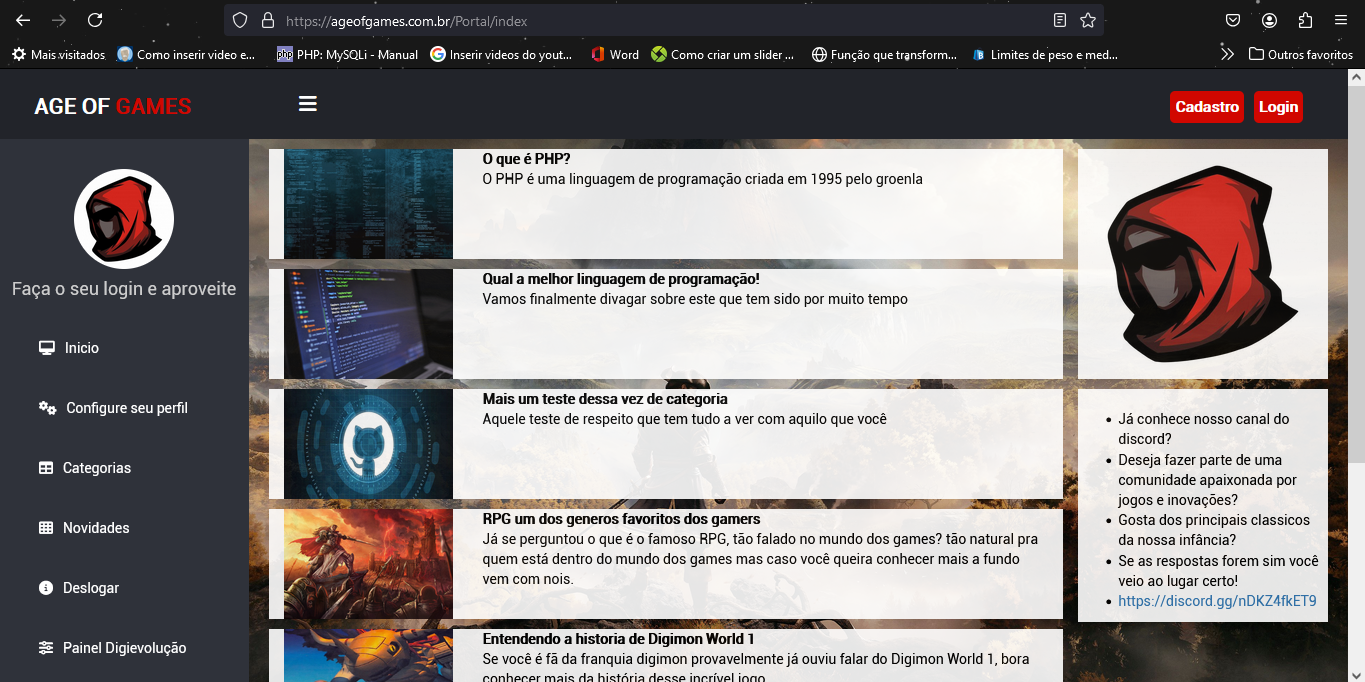 https://ageofgames.com.br/Portal/index
Mais visitados
Como inserir video e...
php PHP: MySQLi - Manual
Inserir videos do yout...
Word
Como criar um slider ...
Função que transform...
Limites de peso e med...
Outros favoritos
AGE OF GAMES
Cadastro
Login
Faça o seu login e aproveite
Inicio
Configure seu perfil
Categorias
Novidades
Deslogar
Painel Digievolução
O que é PHP?
O PHP é uma linguagem de programação criada em 1995 pelo groenla
Qual a melhor linguagem de programação!
Vamos finalmente divagar sobre este que tem sido por muito tempo
Mais um teste dessa vez de categoria
Aquele teste de respeito que tem tudo a ver com aquilo que você
RPG um dos generos favoritos dos gamers
Já se perguntou o que é o famoso RPG, tão falado no mundo dos games? tão natural pra
quem está dentro do mundo dos games mas caso você queira conhecer mais a fundo
vem com nois.
Entendendo a historia de Digimon World 1
Se você é fã da franquia digimon provavelmente já ouviu falar do Digimon World 1, bora
conhecer mais da história desse incrível jogo
Já conhece nosso canal do
discord?
Deseja fazer parte de uma
comunidade apaixonada por
jogos e inovações?
Gosta dos principais classicos
da nossa infância?
Se as respostas forem sim você
veio ao lugar certo!
https://discord.gg/nDKZ4fkET9